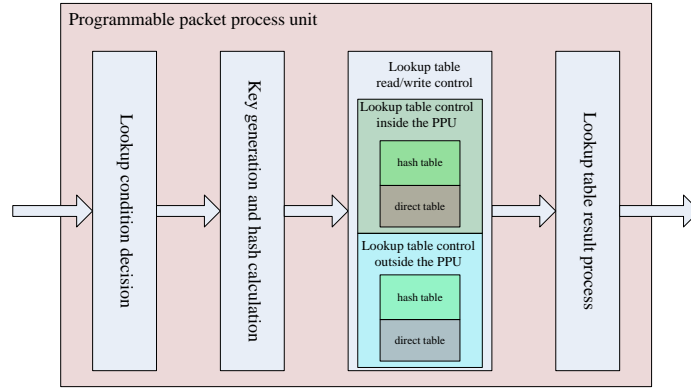 Programmable packet process unit
Lookup condition decision
Key generation and hash calculation
Lookup table
read/write control
Lookup table control
inside the PPU
hash table
direct table
Lookup table control
outside the PPU
hash table
direct table
Lookup table result process